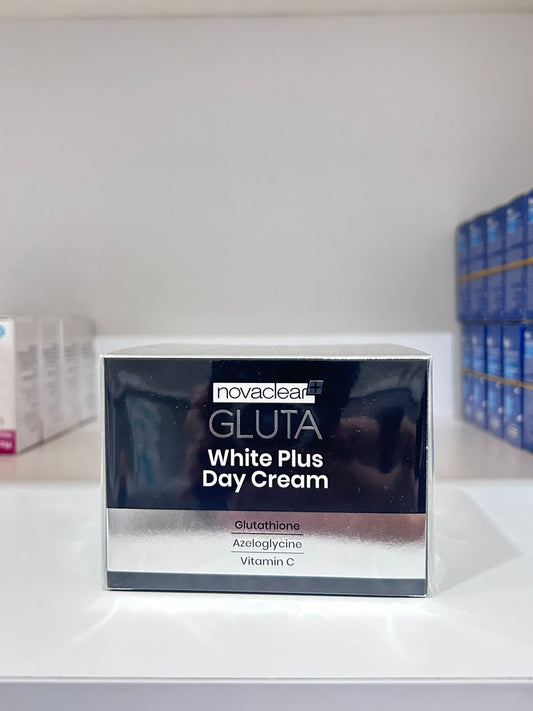 novaclear+
GLUTA
White Plus
Day Cream
Glutathione
Azeloglycine
Vitamin C